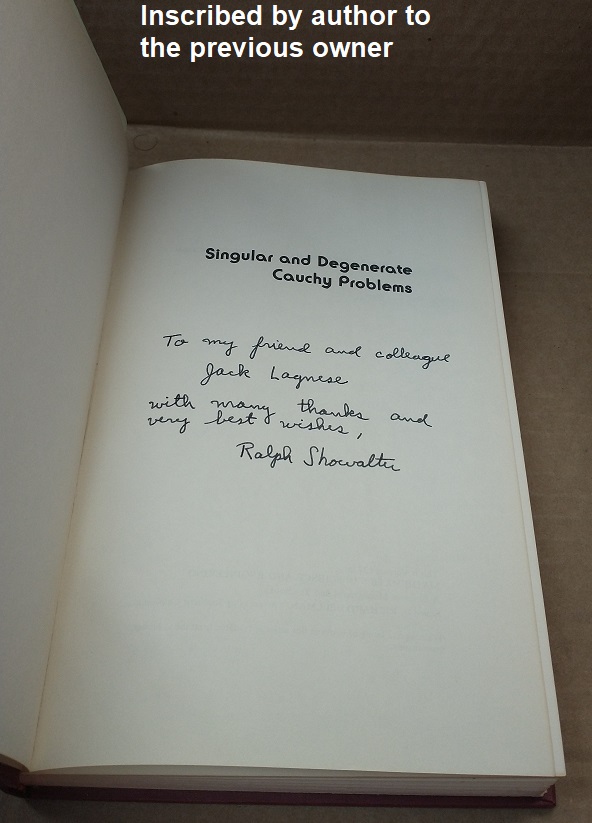 Inscribed by author to
the previous owner
Singular and Degenerate
Cauchy Problems
To my friend and colleague
Jack Lagnese
with many thanks and
very best wishes,
Ralph Showalter